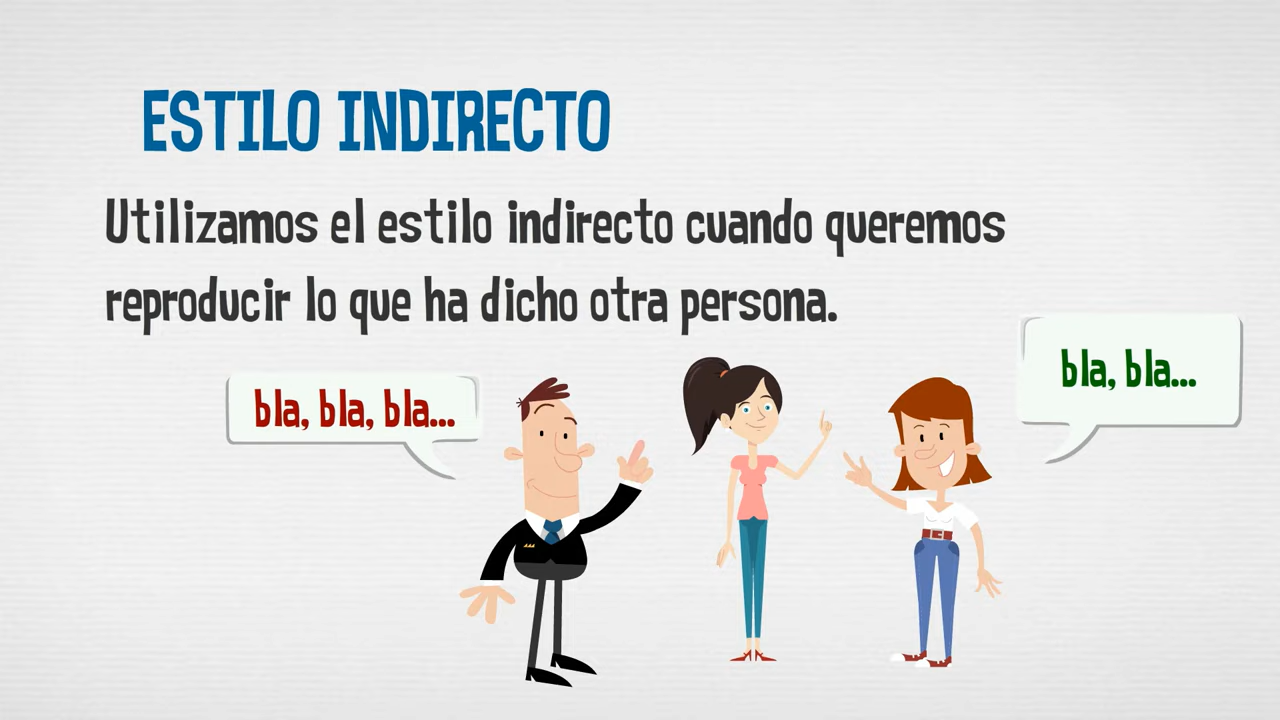 ESTILO INDIRECTO
Utilizamos el estilo indirecto cuando queremos
reproducir lo que ha dicho otra persona.
bla, bla, bla...
bla, bla...